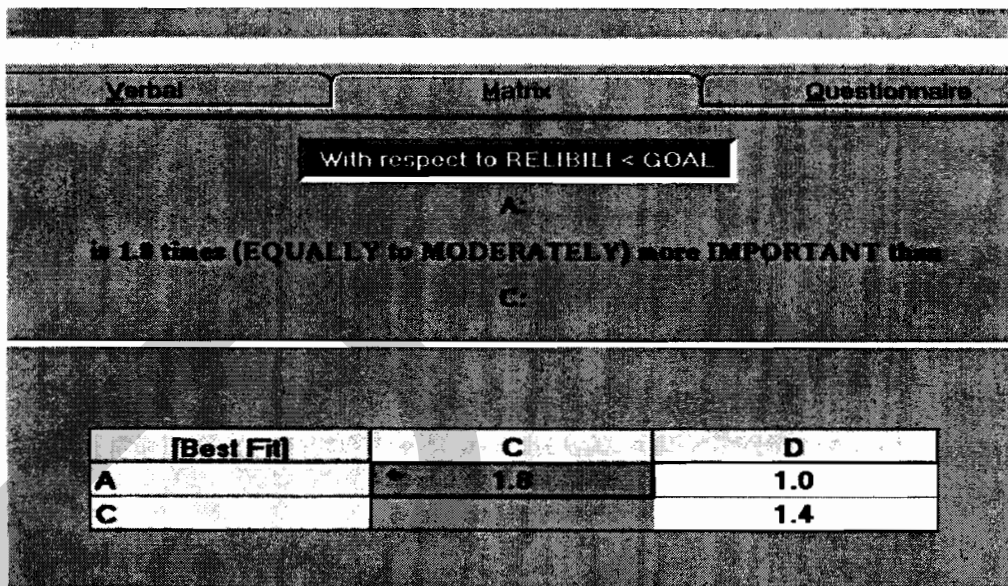 Verbal Matrix Questionnaire
With respect to RELIBILI < GOAL
A:
is 1.8 times (EQUALLY to MODERATELY) more IMPORTANT than
C:
[Best Fit] C D
A 1.8 1.0
C 1.4